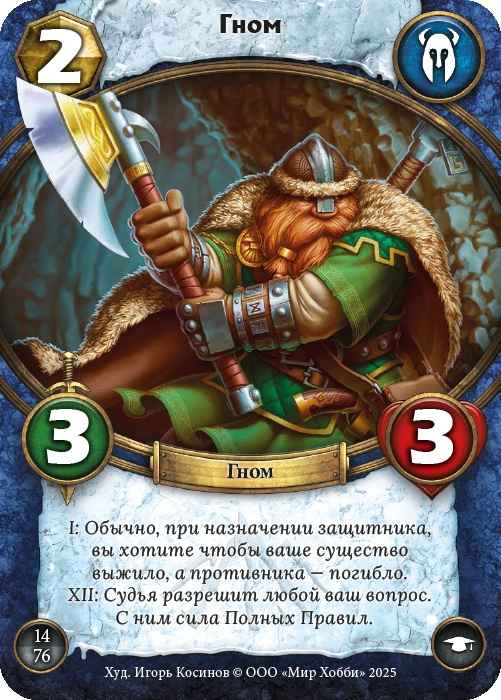 Гном
2
3
3
Гном
I: Обычно, при назначении защитника,
вы хотите чтобы ваше существо
выжило, а противника — погибло.
XII: Судья разрешит любой ваш вопрос.
С ним сила Полных Правил.
14
76
Худ. Игорь Косинов © ООО «Мир Хобби» 2025